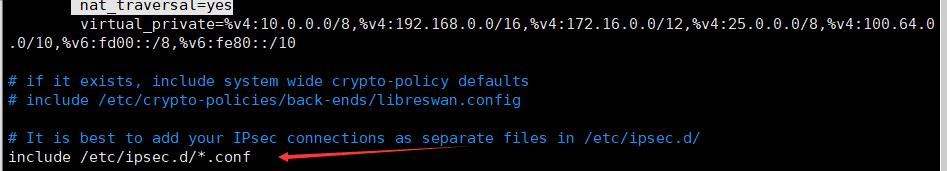 nat_traversal=yes
virtual_private=%v4:10.0.0.0/8,%v4:192.168.0.0/16,%v4:172.16.0.0/12,%v4:25.0.0.0/8,%v4:100.64.0
.0/10,%v6:fd00::/8,%v6:fe80::/10
# if it exists, include system wide crypto-policy defaults
# include /etc/crypto-policies/back-ends/libreswan.config
# It is best to add your IPsec connections as separate files in /etc/ipsec.d/
include /etc/ipsec.d/*.conf